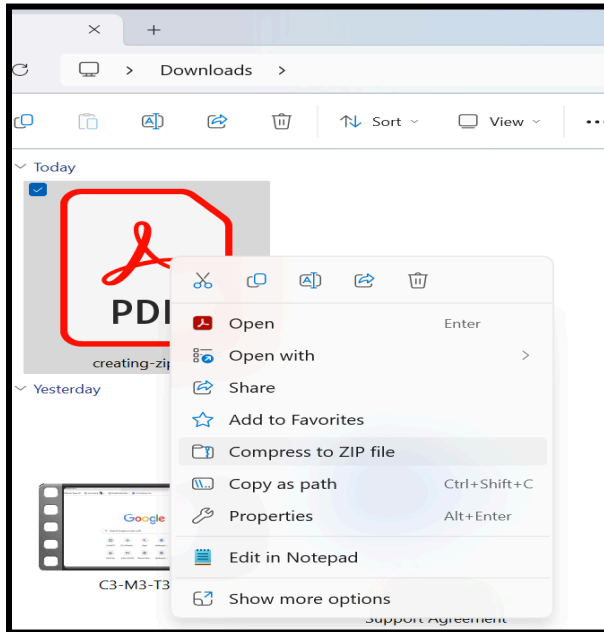 Downloads
Sort
View
Today
PDF
creating-zip
Open Enter
Open with
Share
Add to Favorites
Compress to ZIP file
Copy as path Ctrl+Shift+C
Properties Alt+Enter
Edit in Notepad
Show more options
Yesterday
Google
C3-M3-T3
Support Agreement